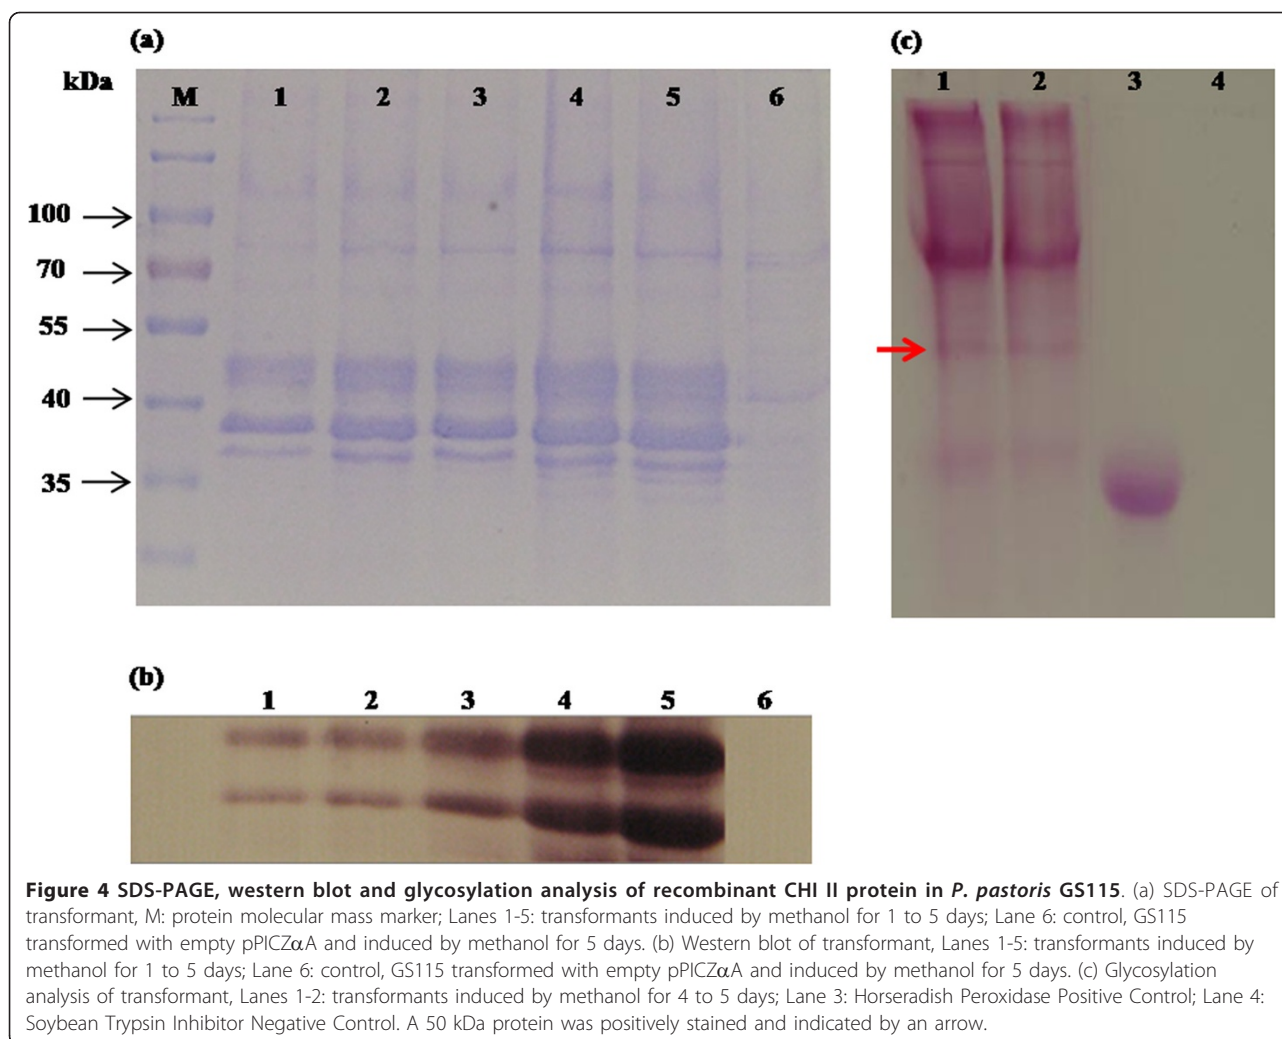 (a)
kDa
M 1 2 3 4 5 6
100
70
55
40
35
(c)
1 2 3 4
(b)
1 2 3 4 5 6
Figure 4 SDS-PAGE, western blot and glycosylation analysis of recombinant CHI II protein in P. pastoris GS115. (a) SDS-PAGE of
transformant, M: protein molecular mass marker; Lanes 1-5: transformants induced by methanol for 1 to 5 days; Lane 6: control, GS115
transformed with empty pPICZαA and induced by methanol for 5 days. (b) Western blot of transformant, Lanes 1-5: transformants induced by
methanol for 1 to 5 days; Lane 6: control, GS115 transformed with empty pPICZαA and induced by methanol for 5 days. (c) Glycosylation
analysis of transformant, Lanes 1-2: transformants induced by methanol for 4 to 5 days; Lane 3: Horseradish Peroxidase Positive Control; Lane 4:
Soybean Trypsin Inhibitor Negative Control. A 50 kDa protein was positively stained and indicated by an arrow.